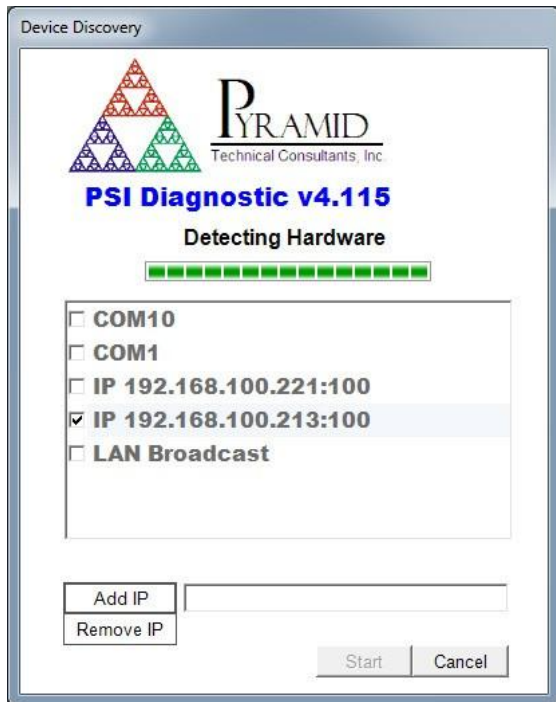 Device Discovery
PYRAMID
Technical Consultants, Inc.
PSI Diagnostic v4.115
Detecting Hardware
COM10
COM1
IP 192.168.100.221:100
IP 192.168.100.213:100
LAN Broadcast
Add IP
Remove IP
Start Cancel